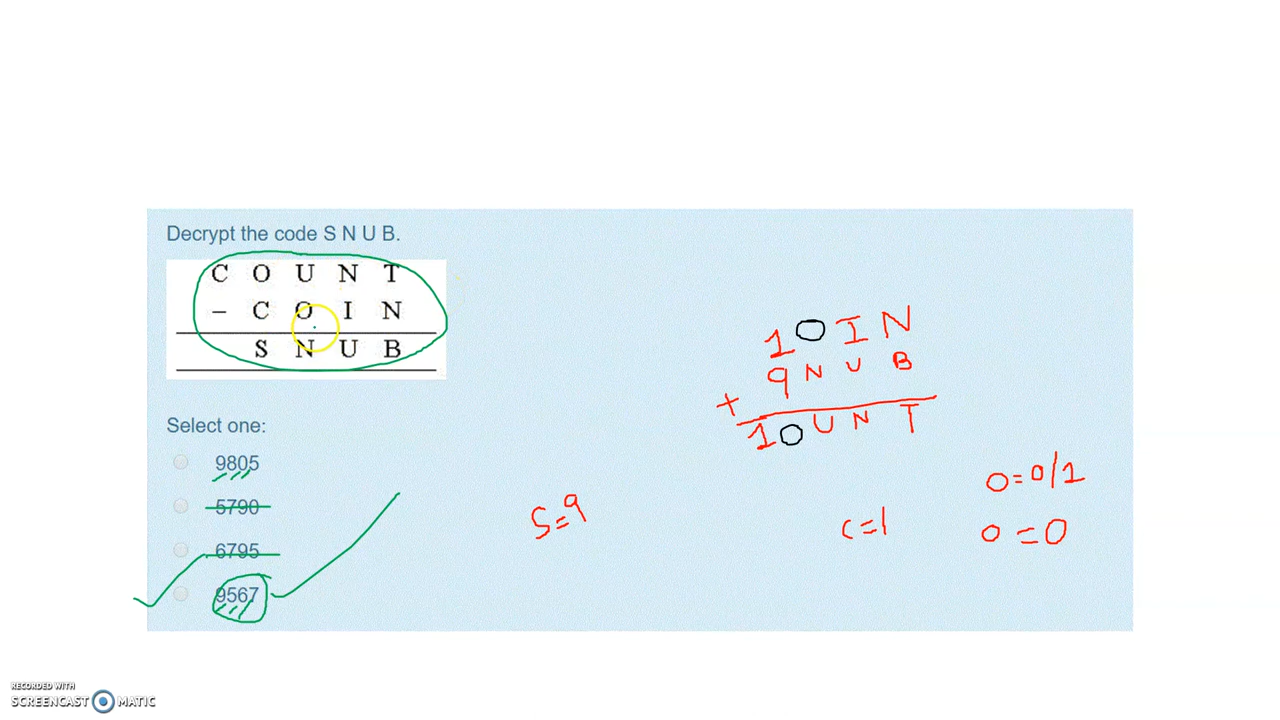 Decrypt the code S N U B.
C O U N T
– C O I N
S N U B
Select one:
9805
5790
6795
9567
1 O I N
+ 9 N U B
1 O U N T
S=9
C=1
O=0/1
O=0
RECORDED WITH
SCREENCAST MATIC